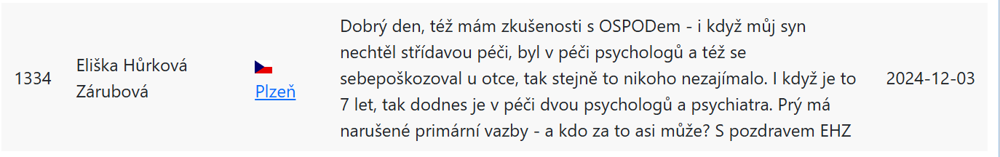 Dobrý den, též mám zkušenosti s OSPODem - i když můj syn
nechtěl střídavou péči, byl v péči psychologů a též se
Eliška Hůrková
Zárubová
1334
sebepoškozoval u otce, tak stejně to nikoho nezajímalo. I když je to
2024-12-03
Plzeň
7 let, tak dodnes je v péči dvou psychologů a psychiatra. Prý má
narušené primární vazby - a kdo za to asi může? S pozdravem EHZ